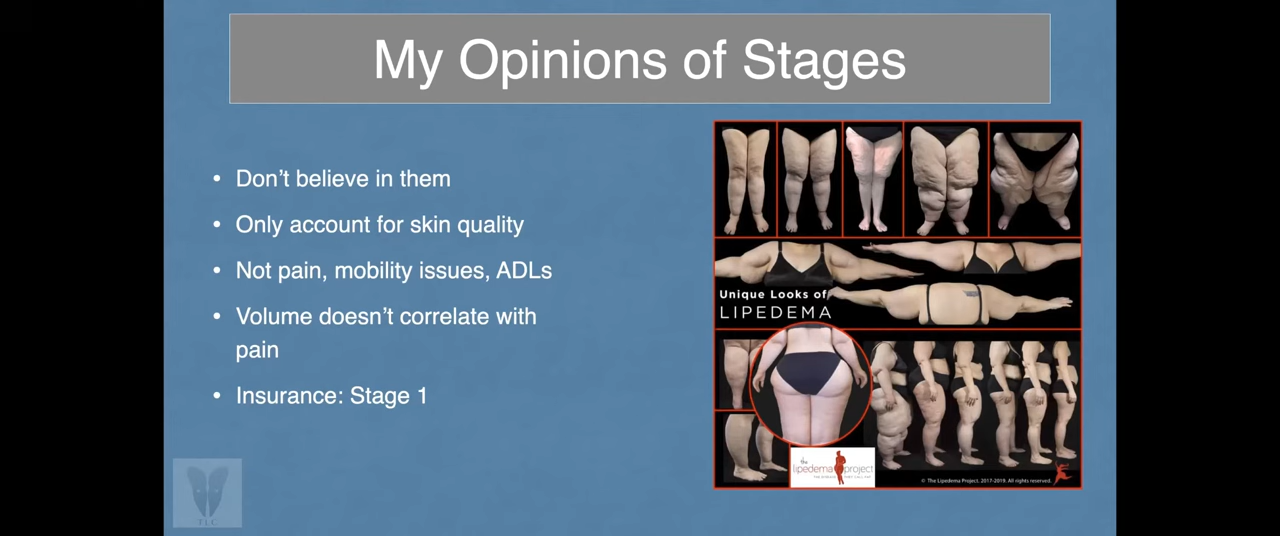 My Opinions of Stages
• Don't believe in them
• Only account for skin quality
• Not pain, mobility issues, ADLs
• Volume doesn't correlate with
pain
• Insurance: Stage 1
Unique Looks of
LIPEDEMA
the
lipedema project
© The Lipedema Project, 2017-2019. All rights reserved.
TLC